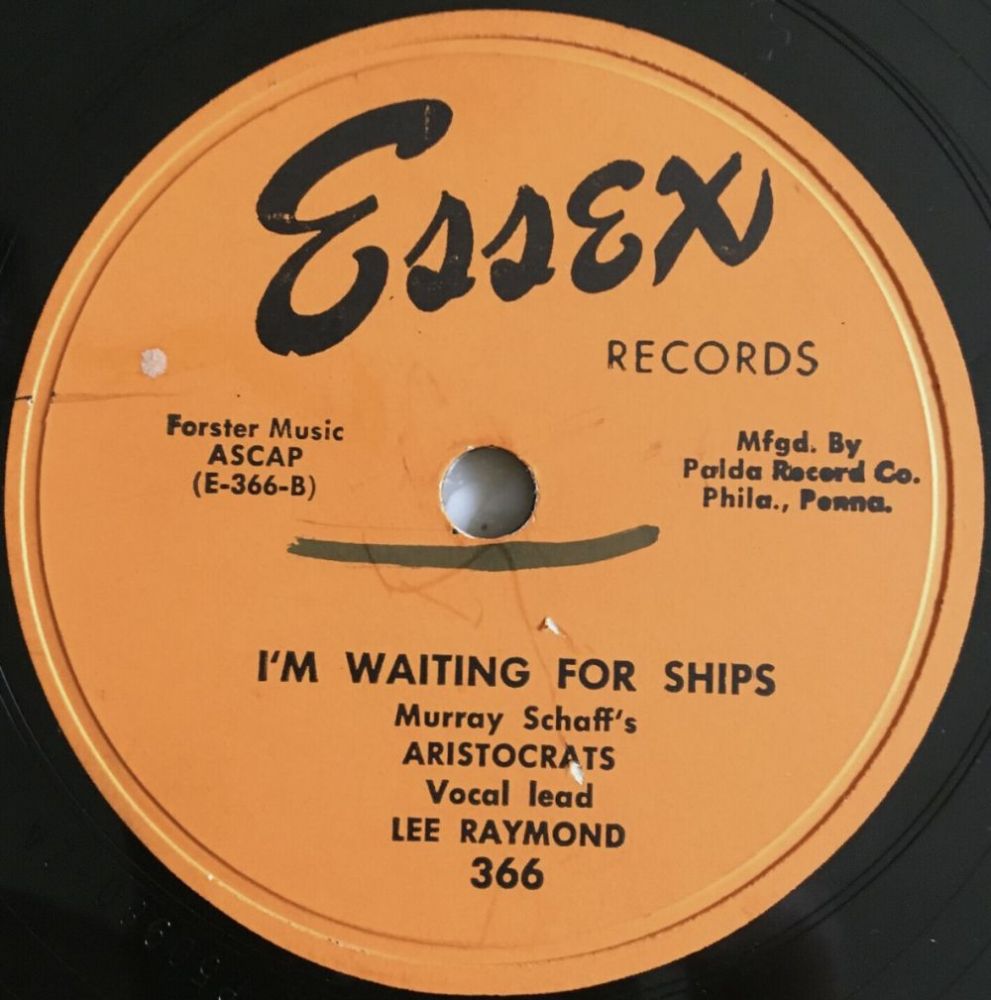 Essex
RECORDS
Forster Music
ASCAP
(E-366-B)
Mfgd. By
Palda Record Co.
Phila., Penna.
I'M WAITING FOR SHIPS
Murray Schaff's
ARISTOCRATS
Vocal lead
LEE RAYMOND
366